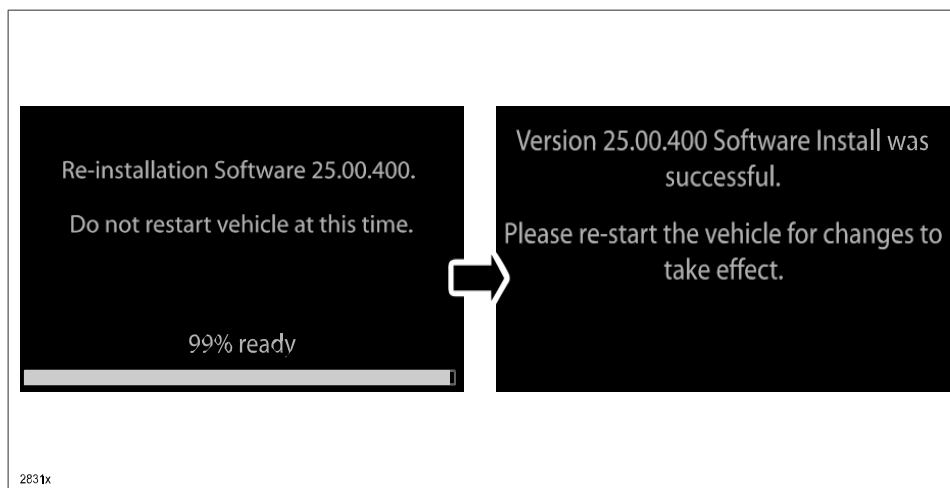 Re-installation Software 25.00.400.
Do not restart vehicle at this time.
99% ready
Version 25.00.400 Software Install was
successful.
Please re-start the vehicle for changes to
take effect.
2831x